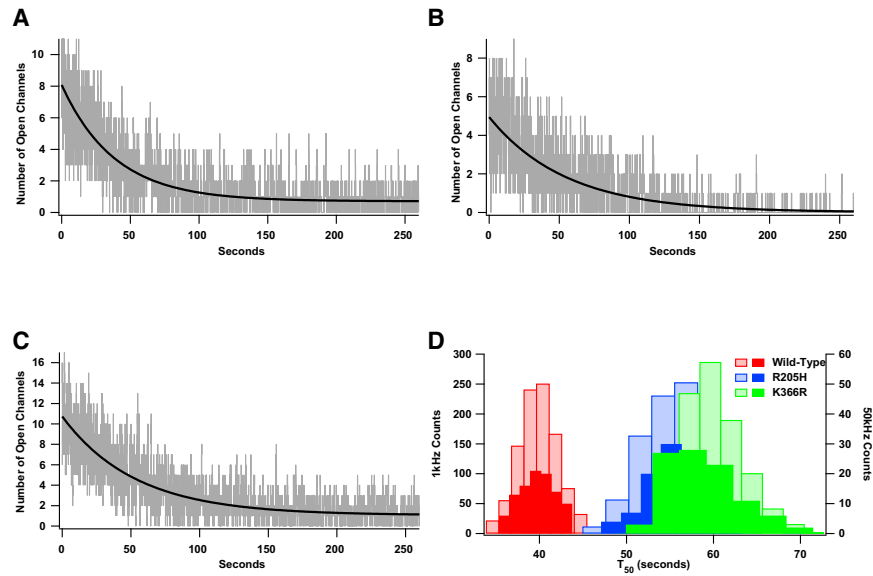 A
Number of Open Channels
10
8
6
4
2
0
0 50 100 150 200 250
Seconds
B
Number of Open Channels
8
6
4
2
0
0 50 100 150 200 250
Seconds
C
Number of Open Channels
16
14
12
10
8
6
4
2
0
0 50 100 150 200 250
Seconds
D
1kHz Counts
300
250
200
150
100
50
0
Wild-Type
R205H
K366R
60
50
40
30
20
10
0
50kHz Counts
40 50 60 70
T50 (seconds)